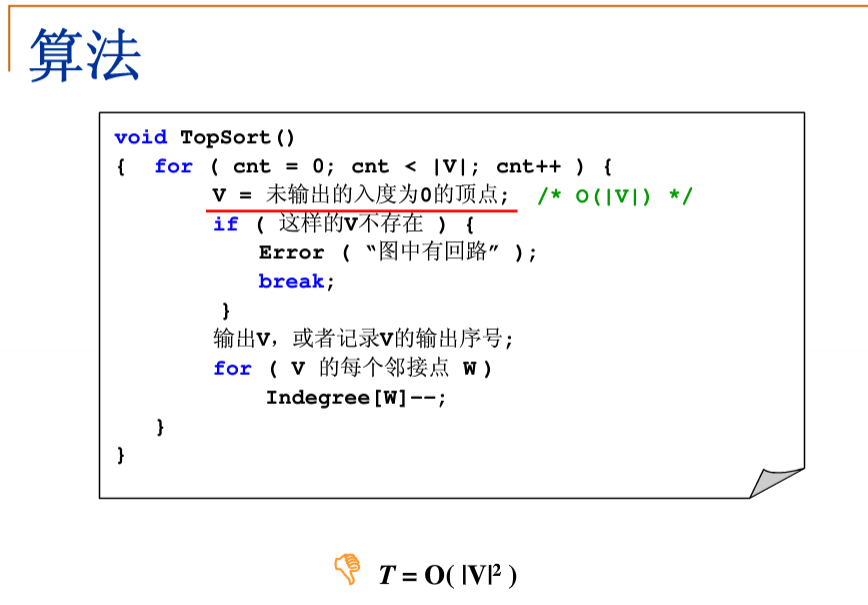 算法
void TopSort()
{ for ( cnt = 0; cnt < |V|; cnt++ ) {
V = 未输出的入度为0的顶点; /* O(|V|) */
if ( 这样的V不存在 ) {
Error ( “图中有回路” );
break;
}
输出V，或者记录V的输出序号;
for ( V 的每个邻接点 W )
Indegree[W]––;
}
}
T = O( |V|² )